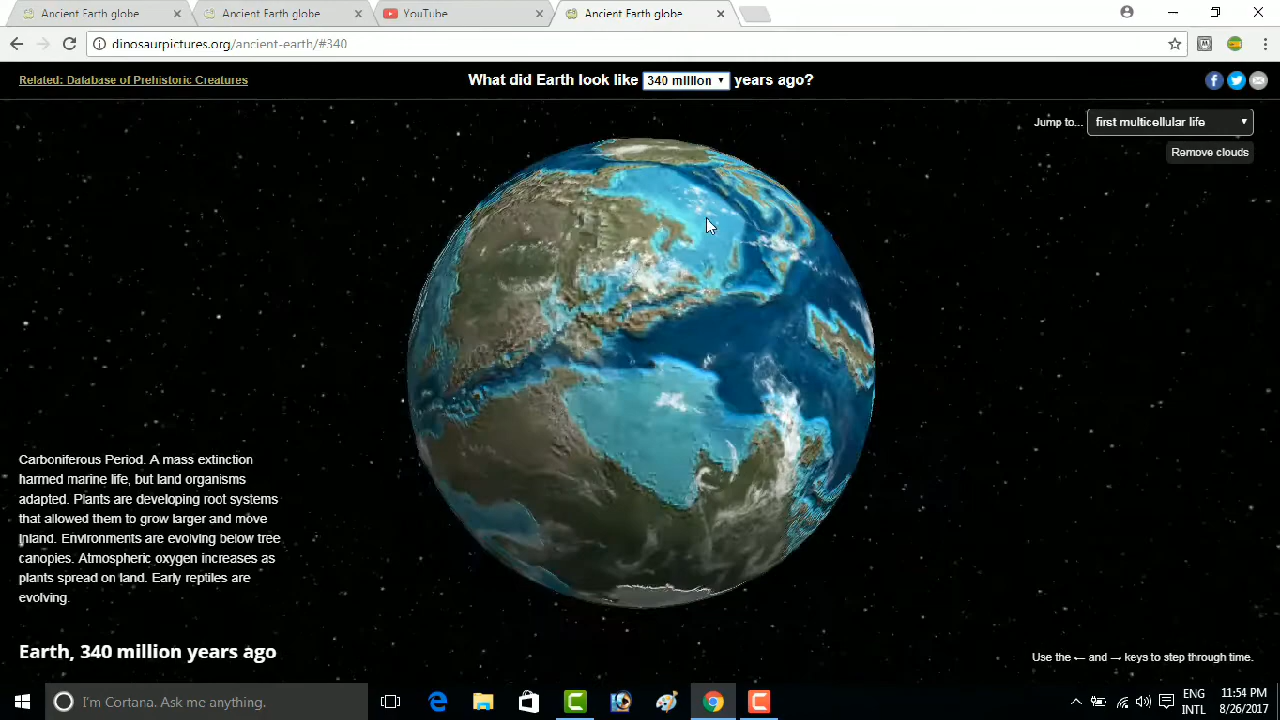 Ancient Earth globe
Ancient Earth globe
YouTube
Ancient Earth globe
dinosaurpictures.org/ancient-earth/#340
Related: Database of Prehistoric Creatures
What did Earth look like 340 million years ago?
Jump to... first multicellular life
Remove clouds
Carboniferous Period. A mass extinction
harmed marine life, but land organisms
adapted. Plants are developing root systems
that allowed them to grow larger and move
inland. Environments are evolving below tree
canopies. Atmospheric oxygen increases as
plants spread on land. Early reptiles are
evolving.
Earth, 340 million years ago
Use the ← and → keys to step through time.
I'm Cortana. Ask me anything.
ENG
INTL
11:54 PM
8/26/2017